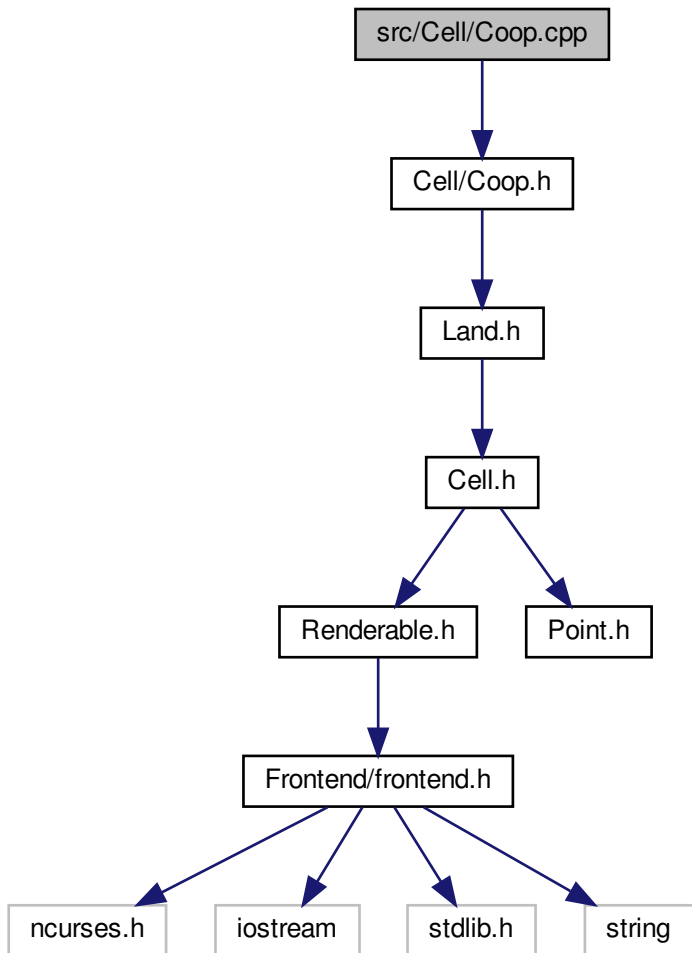 src/Cell/Coop.cpp
Cell/Coop.h
Land.h
Cell.h
Renderable.h
Point.h
Frontend/frontend.h
ncurses.h
iostream
stdlib.h
string